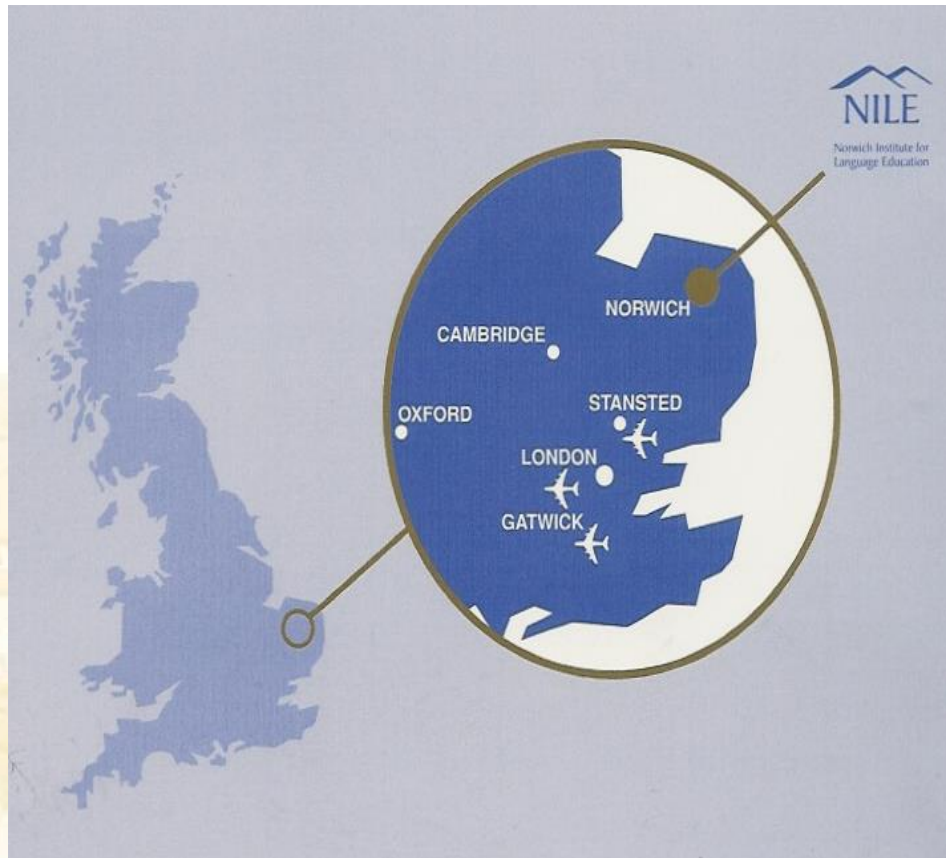 NILE
Norwich Institute for
Language Education
NORWICH
CAMBRIDGE
STANSTED
OXFORD
LONDON
GATWICK